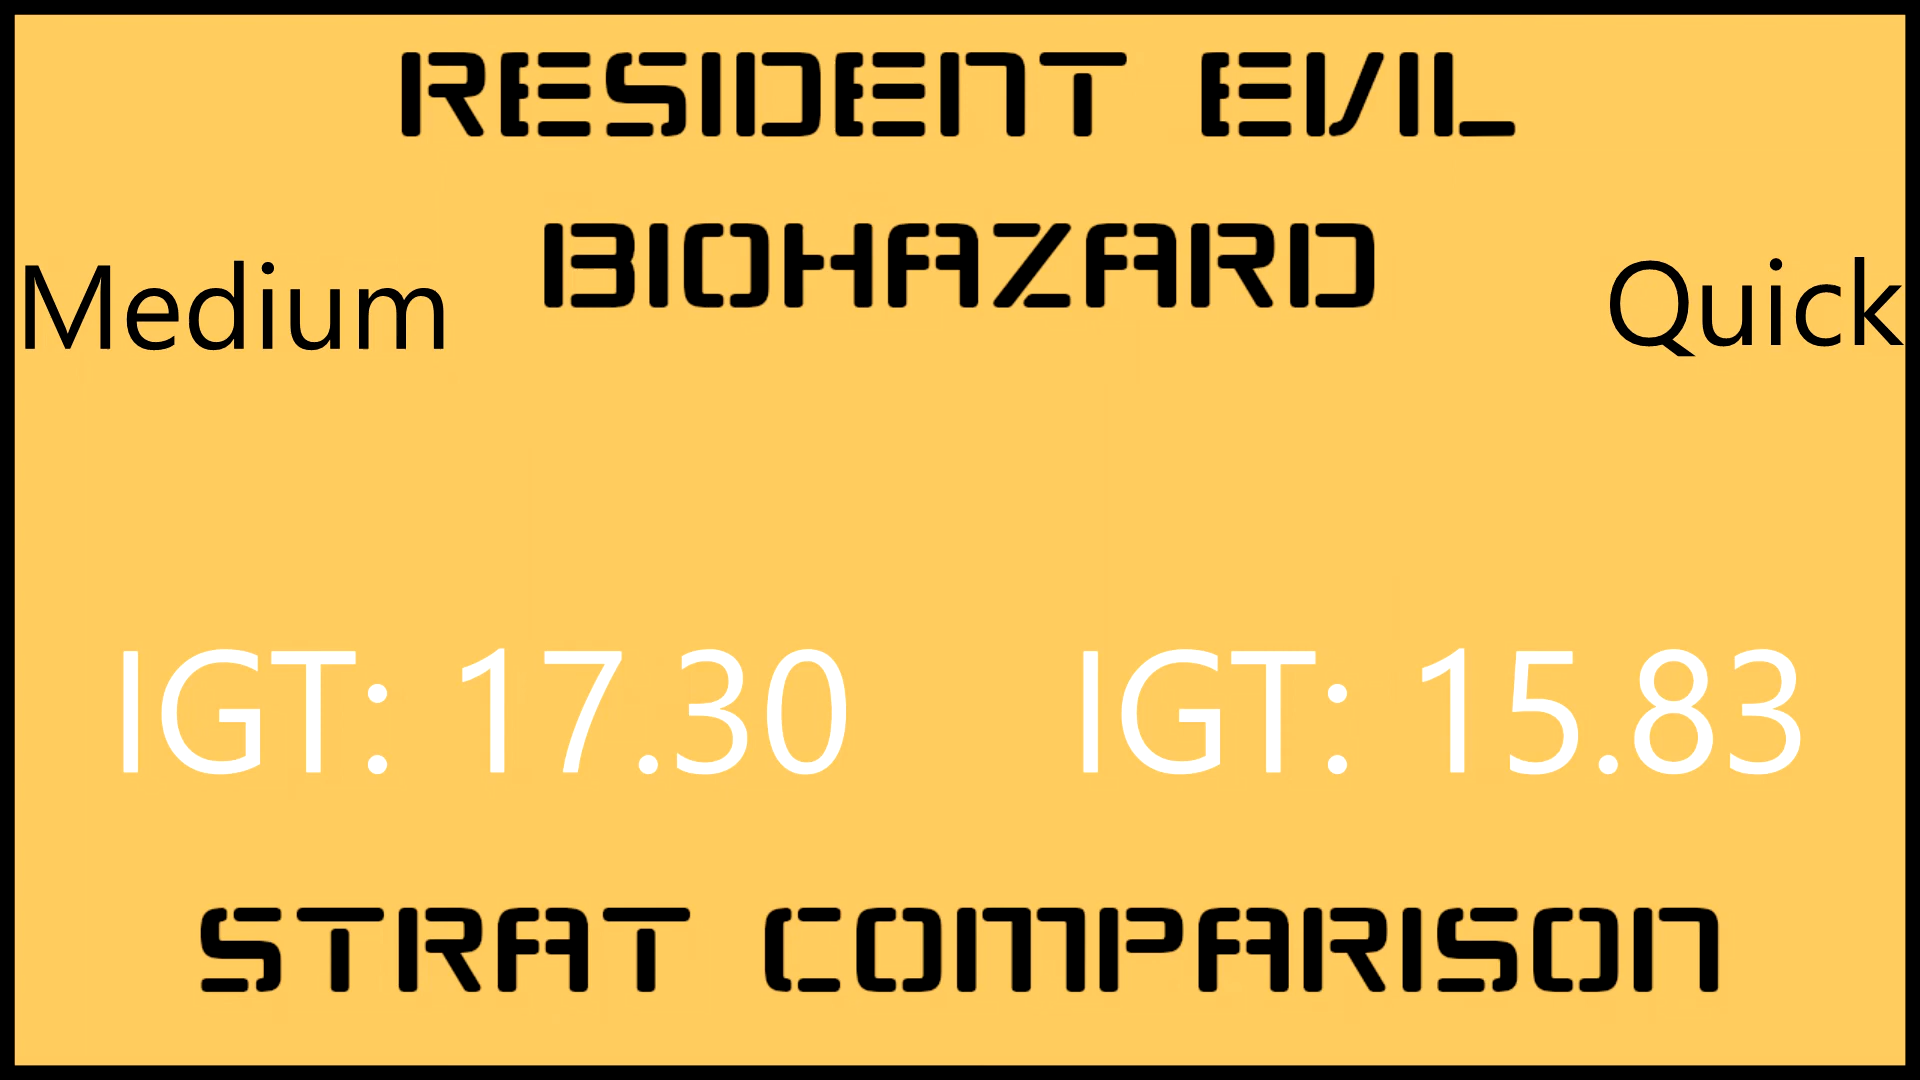 RESIDENT EVIL
BIOHAZARD
Medium
Quick
IGT: 17.30
IGT: 15.83
STRAT COMPARISON